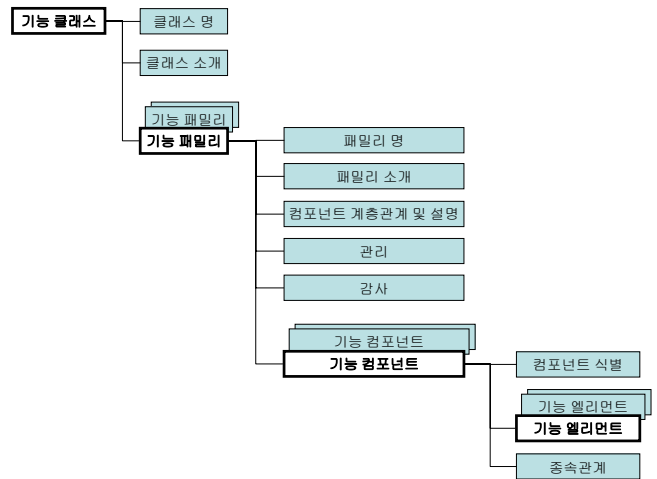 기능 클래스
클래스 명
클래스 소개
기능 패밀리
기능 패밀리
패밀리 명
패밀리 소개
컴포넌트 계층관계 및 설명
관리
감사
기능 컴포넌트
기능 컴포넌트
컴포넌트 식별
기능 엘리먼트
기능 엘리먼트
종속관계